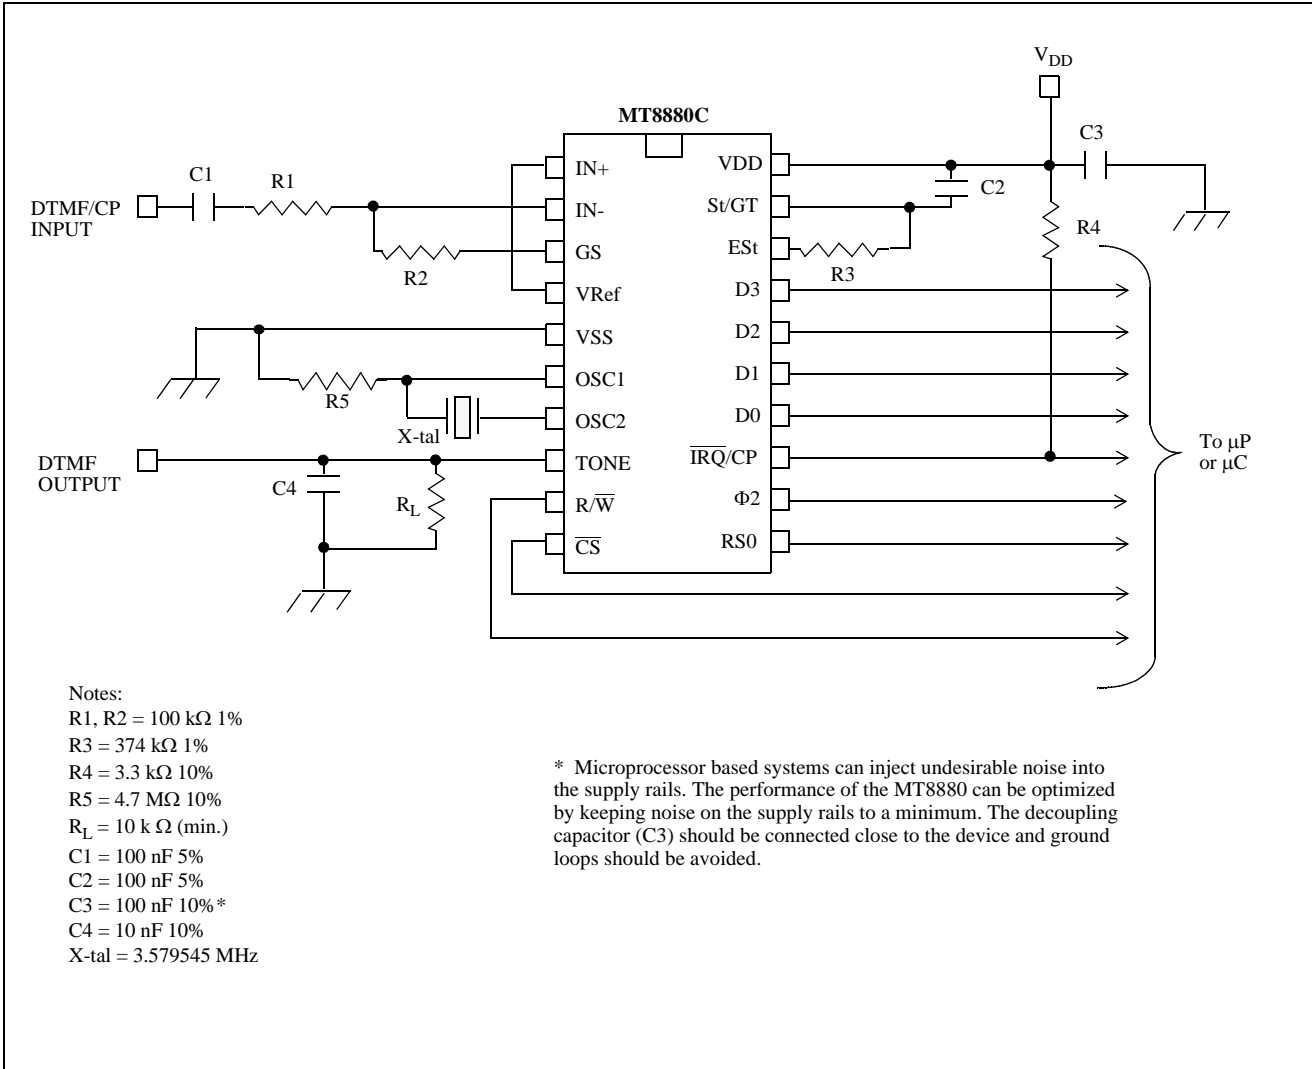 V_DD
MT8880C
C3
C1
R1
DTMF/CP
INPUT
R2
IN+
IN-
GS
VRef
VSS
OSC1
OSC2
TONE
R/W̅
C̅S̅
VDD
St/GT
ESt
D3
D2
D1
D0
I̅R̅Q̅/CP
Φ2
RS0
C2
R3
R4
R5
X-tal
DTMF
OUTPUT
C4
R_L
To µP
or µC
Notes:
R1, R2 = 100 kΩ 1%
R3 = 374 kΩ 1%
R4 = 3.3 kΩ 10%
R5 = 4.7 MΩ 10%
R_L = 10 k Ω (min.)
C1 = 100 nF 5%
C2 = 100 nF 5%
C3 = 100 nF 10%*
C4 = 10 nF 10%
X-tal = 3.579545 MHz
* Microprocessor based systems can inject undesirable noise into
the supply rails. The performance of the MT8880 can be optimized
by keeping noise on the supply rails to a minimum. The decoupling
capacitor (C3) should be connected close to the device and ground
loops should be avoided.